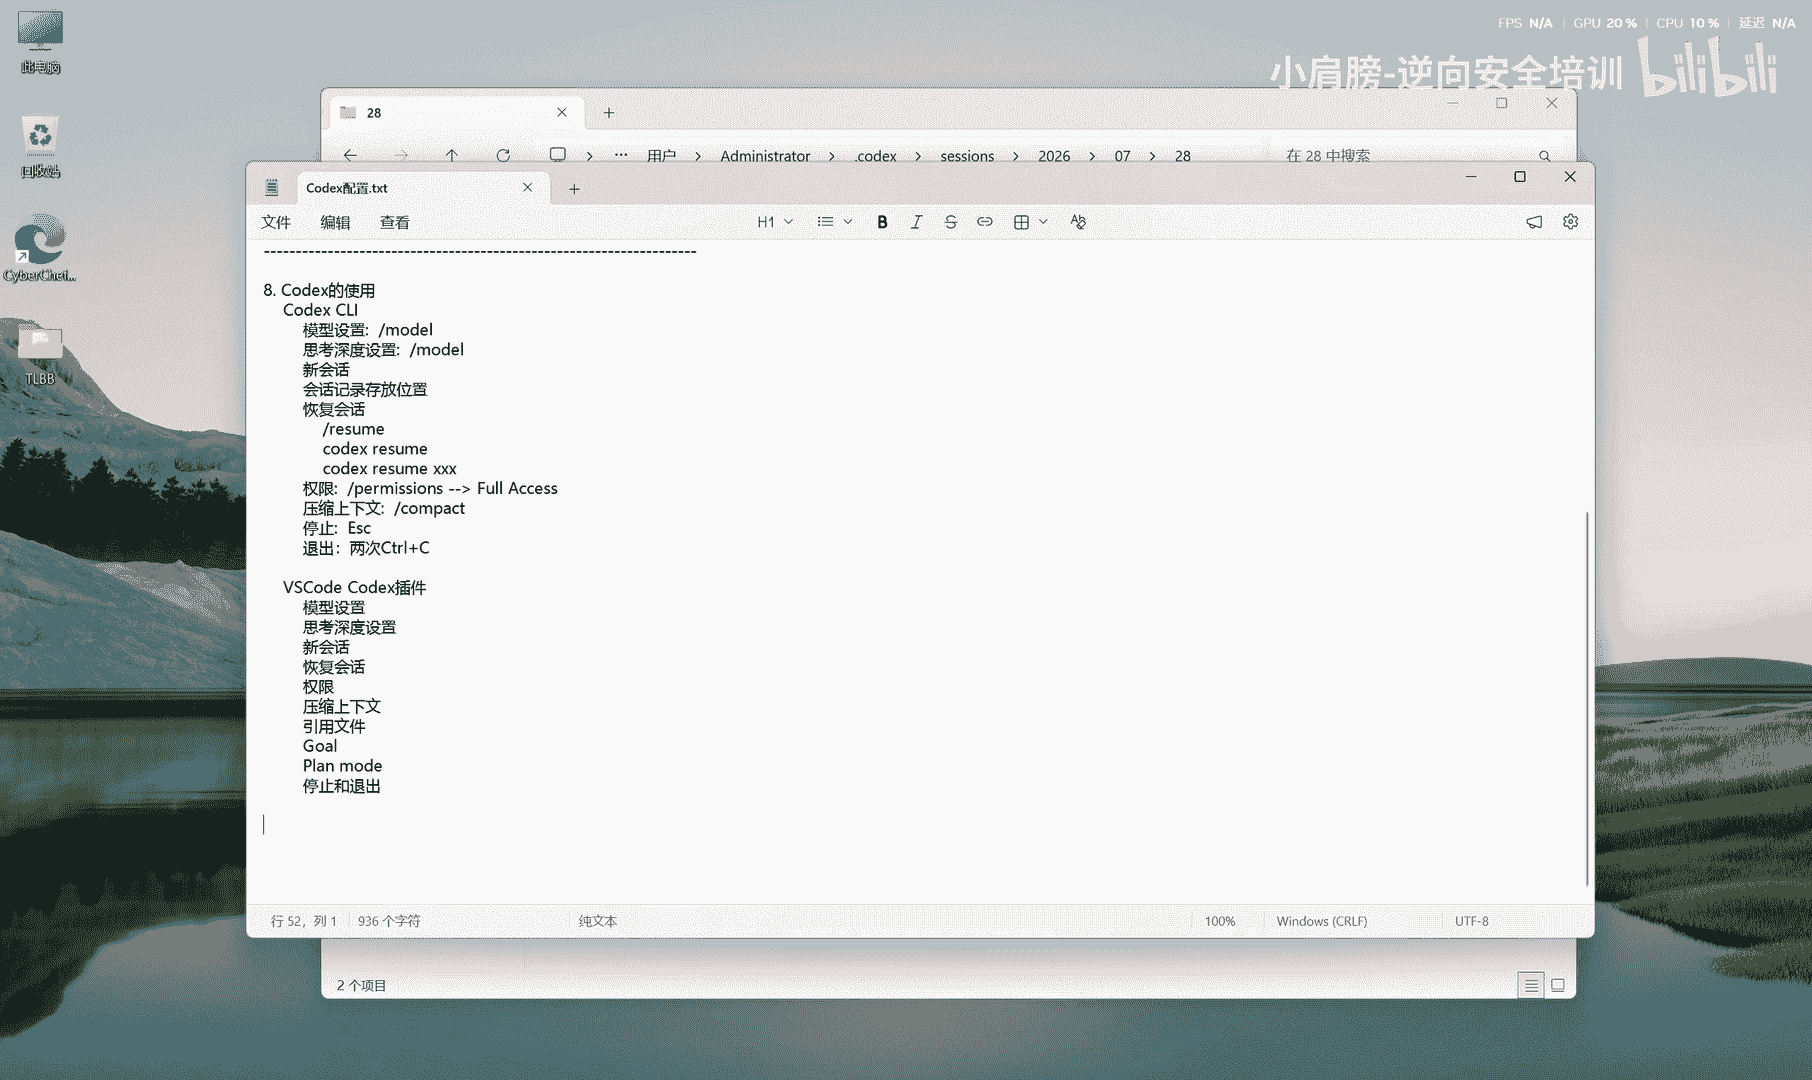 此电脑
回收站
CyberChef...
TLBB
FPS N/A | GPU 20 % | CPU 10 % | 延迟 N/A
小肩膀-逆向安全培训 bilibili
28
用户 > Administrator > .codex > sessions > 2026 > 07 > 28
在 28 中搜索
Codex配置.txt
文件 编辑 查看
H1
--------------------------------------------------------------------
8. Codex的使用
Codex CLI
模型设置: /model
思考深度设置: /model
新会话
会话记录存放位置
恢复会话
/resume
codex resume
codex resume xxx
权限: /permissions --> Full Access
压缩上下文: /compact
停止: Esc
退出: 两次Ctrl+C
VSCode Codex插件
模型设置
思考深度设置
新会话
恢复会话
权限
压缩上下文
引用文件
Goal
Plan mode
停止和退出
行 52, 列 1 936 个字符 纯文本 100% Windows (CRLF) UTF-8
2 个项目